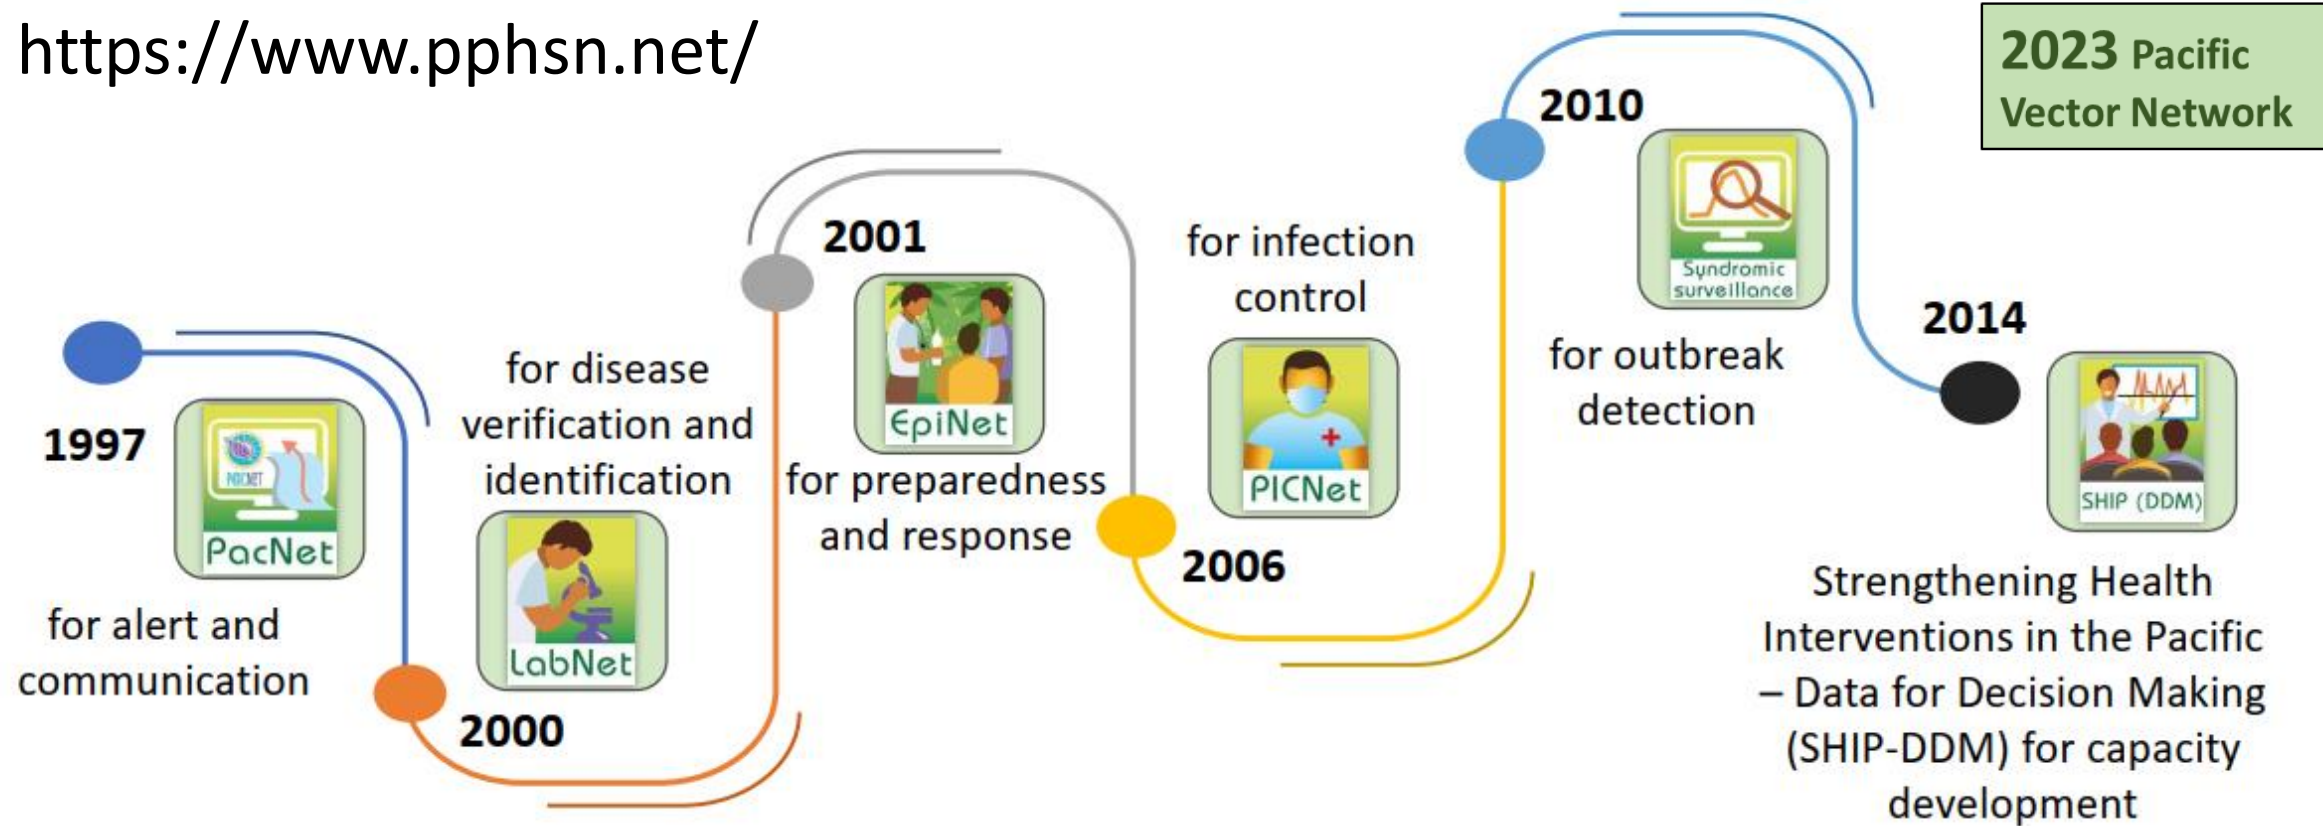 https://www.pphsn.net/
2023 Pacific
Vector Network
1997
PACNET
PacNet
for alert and
communication
for disease
verification and
identification
LabNet
2000
2001
EpiNet
for preparedness
and response
for infection
control
PICNet
2006
2010
Syndromic
surveillance
for outbreak
detection
2014
SHIP (DDM)
Strengthening Health
Interventions in the Pacific
– Data for Decision Making
(SHIP-DDM) for capacity
development